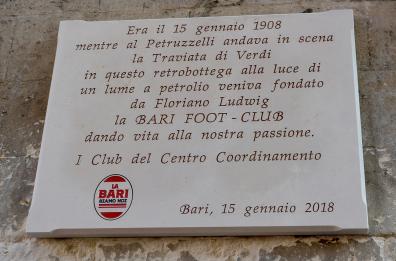 Era il 15 gennaio 1908
mentre al Petruzzelli andava in scena
la Traviata di Verdi
in questo retrobottega alla luce di
un lume a petrolio veniva fondato
da Floriano Ludwig
la BARI FOOT-CLUB
dando vita alla nostra passione.
I Club del Centro Coordinamento
LA
BARI
SIAMO NOI
Bari, 15 gennaio 2018